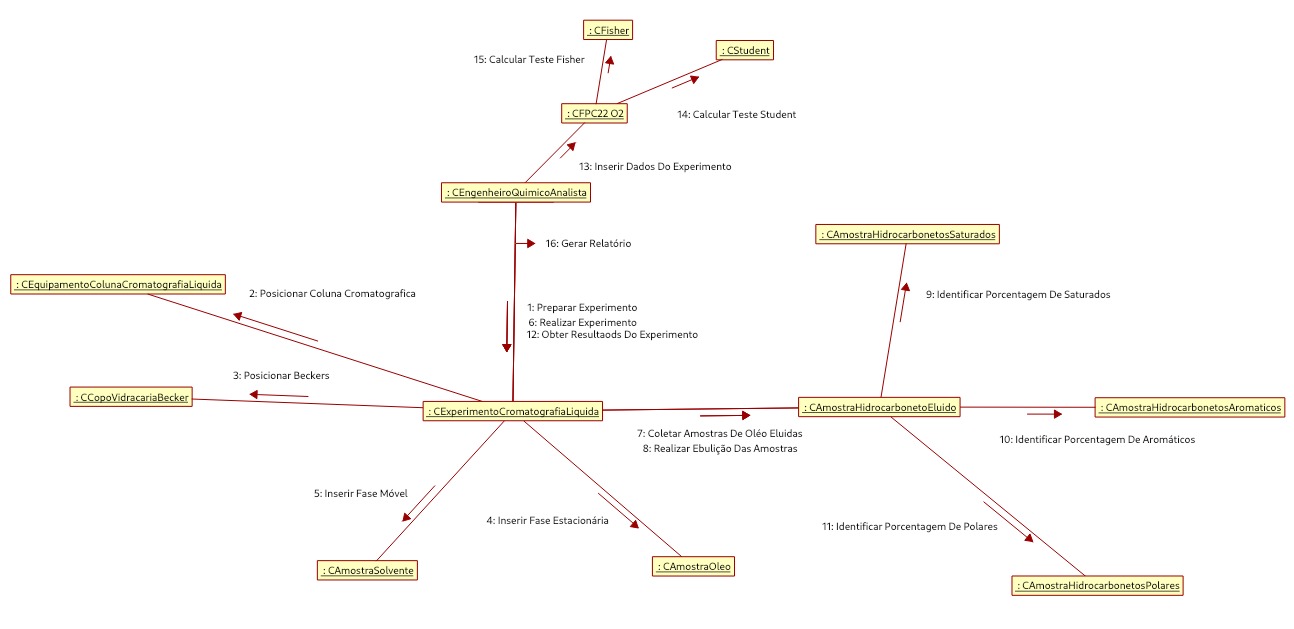 : CFisher
: CStudent
15: Calcular Teste Fisher
: CFPC22 O2
14: Calcular Teste Student
13: Inserir Dados Do Experimento
: CEngenheiroQuimicoAnalista
: CAmostraHidrocarbonetosSaturados
16: Gerar Relatório
: CEquipamentoColunaCromatografiaLiquida
2: Posicionar Coluna Cromatografica
9: Identificar Porcentagem De Saturados
1: Preparar Experimento
6: Realizar Experimento
12: Obter Resultaods Do Experimento
3: Posicionar Beckers
: CCopoVidracariaBecker
: CExperimentoCromatografiaLiquida
: CAmostraHidrocarbonetoEluido
: CAmostraHidrocarbonetosAromaticos
7: Coletar Amostras De Oléo Eluidas
8: Realizar Ebulição Das Amostras
10: Identificar Porcentagem De Aromáticos
5: Inserir Fase Móvel
4: Inserir Fase Estacionária
11: Identificar Porcentagem De Polares
: CAmostraSolvente
: CAmostraOleo
: CAmostraHidrocarbonetosPolares